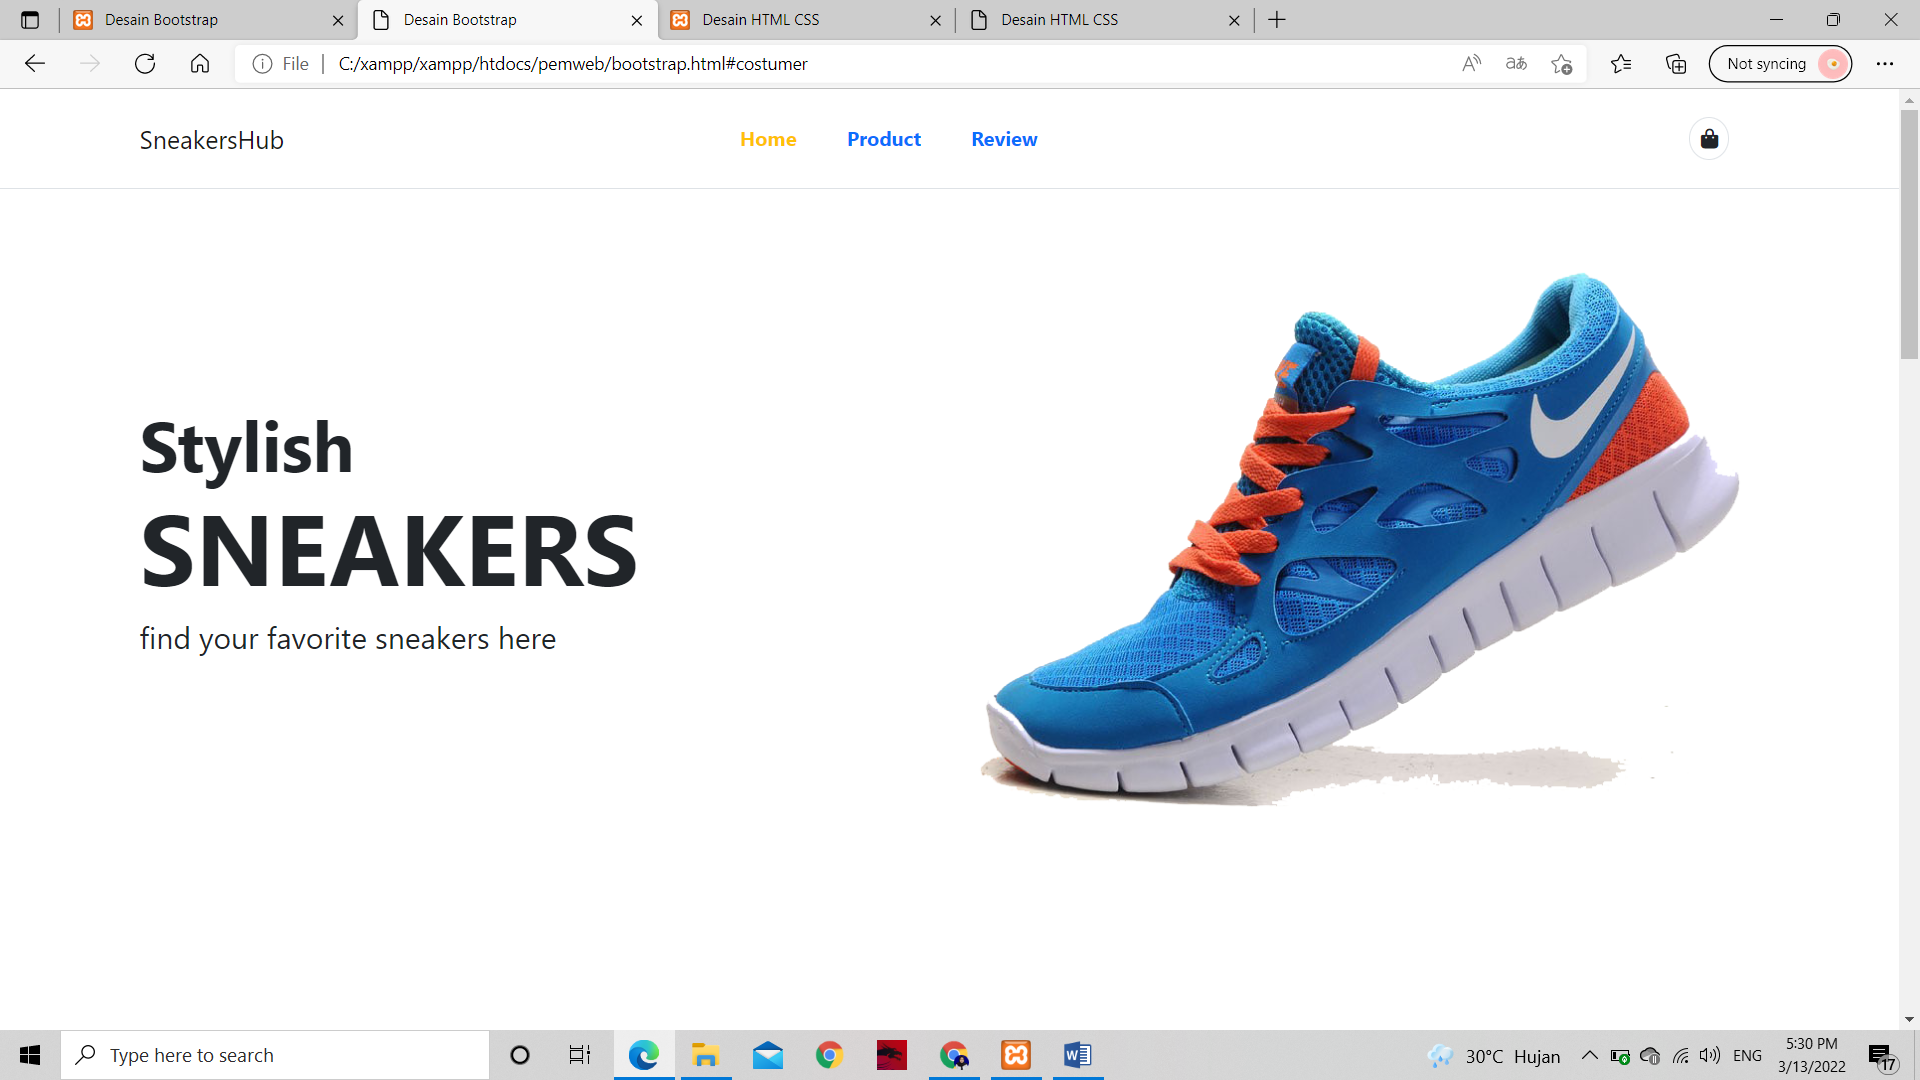 Desain Bootstrap
Desain Bootstrap
Desain HTML CSS
Desain HTML CSS
File
C:/xampp/xampp/htdocs/pemweb/bootstrap.html#costumer
Not syncing
SneakersHub
Home
Product
Review
Stylish
SNEAKERS
find your favorite sneakers here
Type here to search
30°C Hujan
ENG
5:30 PM
3/13/2022
17